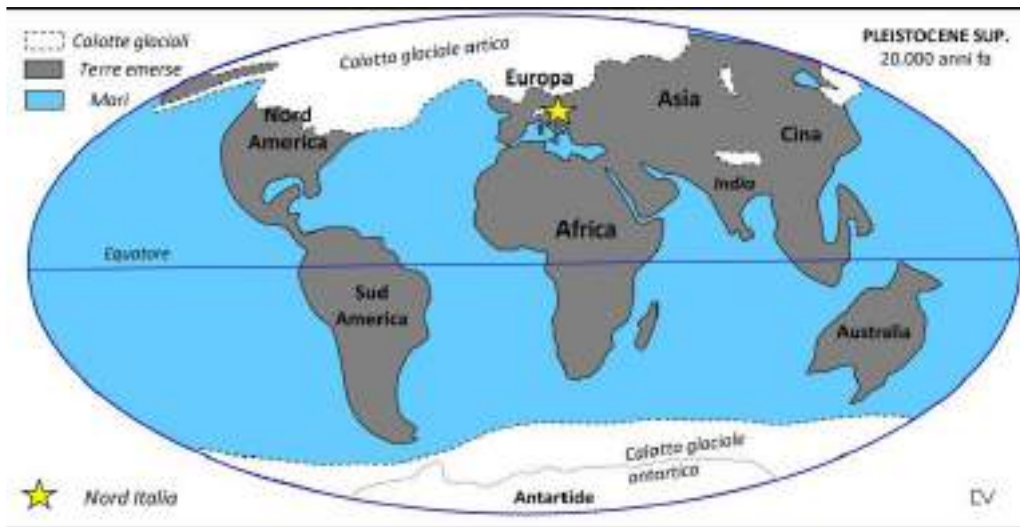 Calotte glaciali
Terre emerse
Mari
PLEISTOCENE SUP.
20.000 anni fa
Calotta glaciale artica
Europa
Asia
Nord
America
Cina
India
Africa
Equatore
Sud
America
Australia
Calotta glaciale
antartica
Antartide
Nord Italia